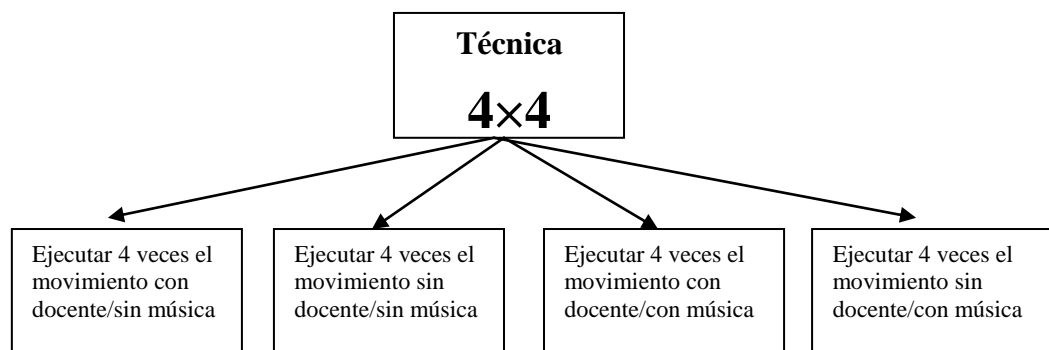 Técnica
4×4
Ejecutar 4 veces el
movimiento con
docente/sin música
Ejecutar 4 veces el
movimiento sin
docente/sin música
Ejecutar 4 veces el
movimiento con
docente/con música
Ejecutar 4 veces el
movimiento sin
docente/con música